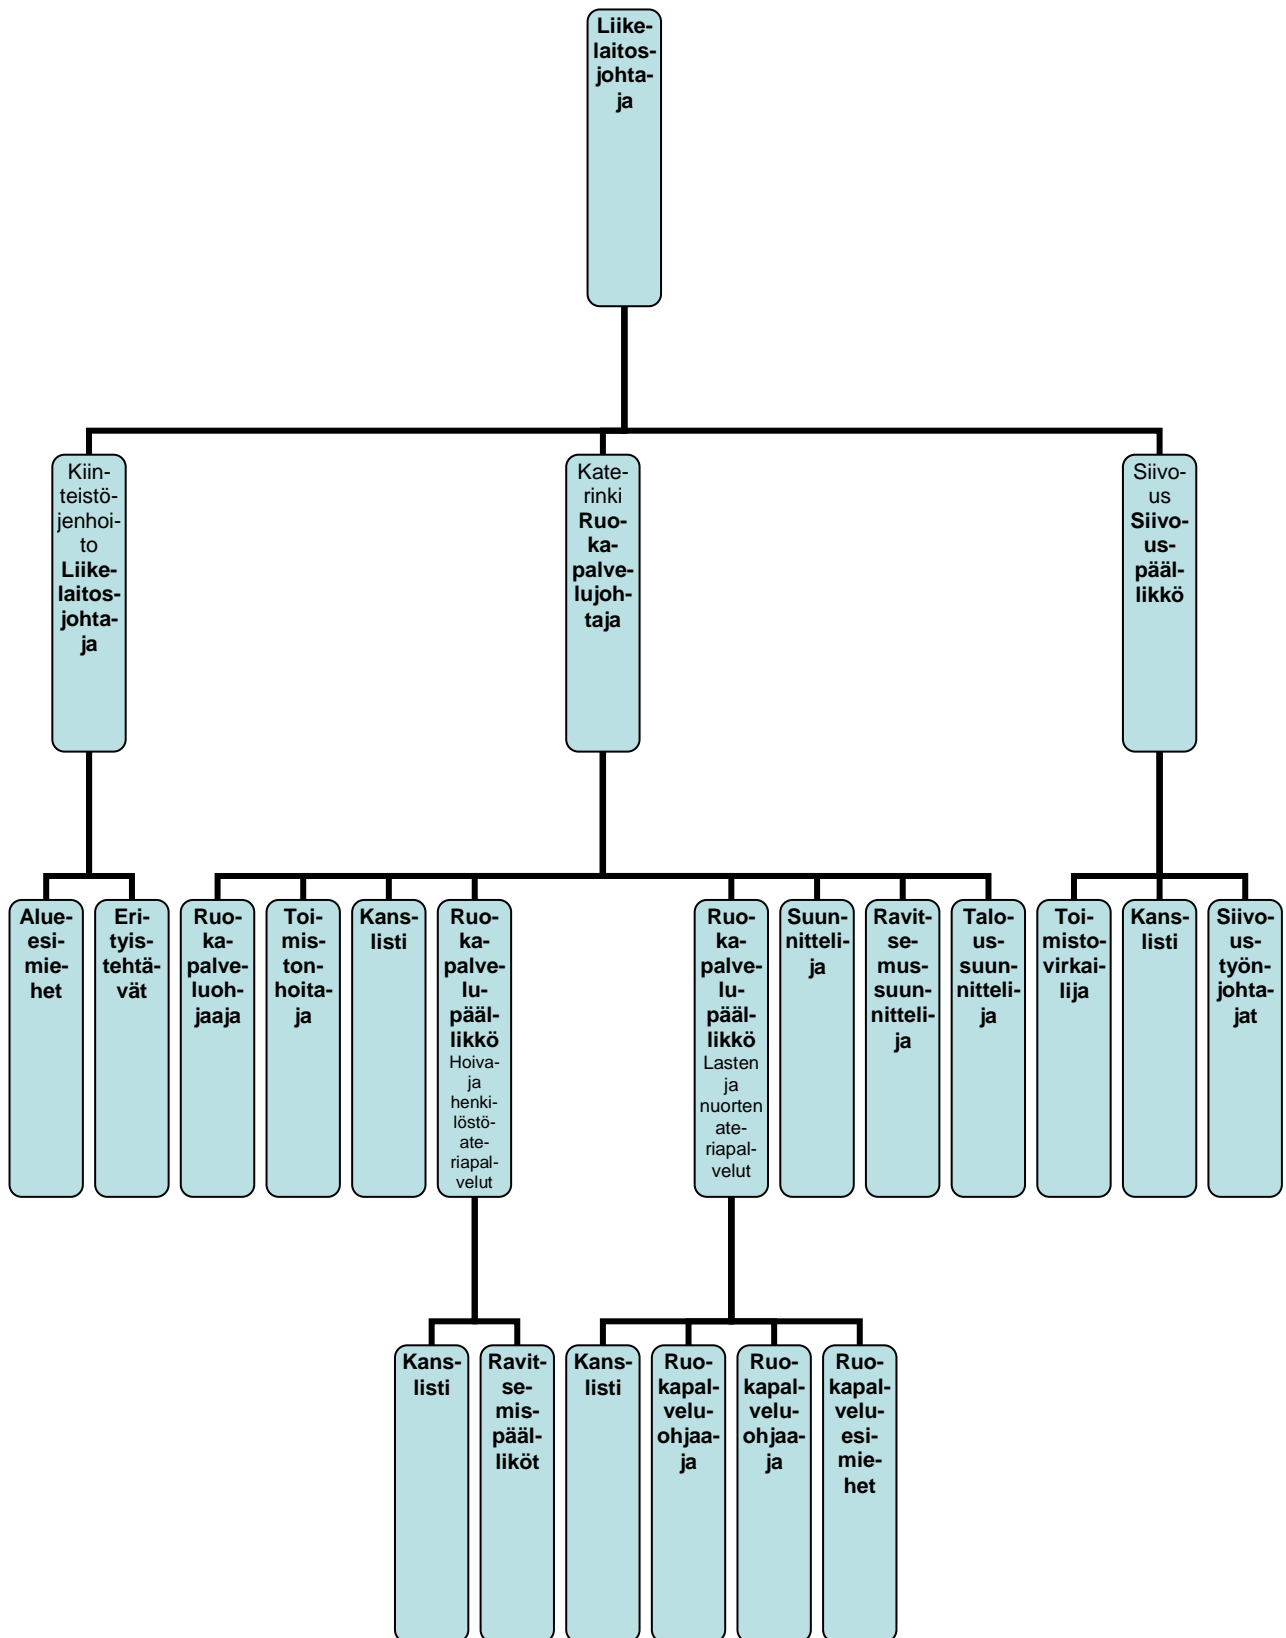 Liike-
laitos-
johta-
ja
Kiin-
teistö-
jenhoi-
to
Liike-
laitos-
johta-
ja
Kate-
rinki
Ruo-
ka-
palve-
lujoh-
taja
Siivo-
us
Siivo-
us-
pääl-
likkö
Alue-
esi-
mie-
het
Eri-
tyis-
tehtä-
vät
Ruo-
ka-
palve-
luoh-
jaaja
Toi-
mis-
ton-
hoita-
ja
Kans-
listi
Ruo-
ka-
palve-
lu-
pääl-
likkö
Hoiva-
ja
henki-
löstö-
ate-
riapal-
velut
Ruo-
ka-
palve-
lu-
pääl-
likkö
Lasten
ja
nuorten
ate-
riapal-
velut
Suun-
nitteli-
ja
Ravit-
se-
mus-
suun-
nitteli-
ja
Talo-
us-
suun-
nitteli-
ja
Toi-
misto-
virkai-
lija
Kans-
listi
Siivo-
us-
työn-
johta-
jat
Kans-
listi
Ravit-
se-
mis-
pääl-
liköt
Kans-
listi
Ruo-
kapal-
velu-
ohjaa-
ja
Ruo-
kapal-
velu-
ohjaa-
ja
Ruo-
kapal-
velu-
esi-
mie-
het